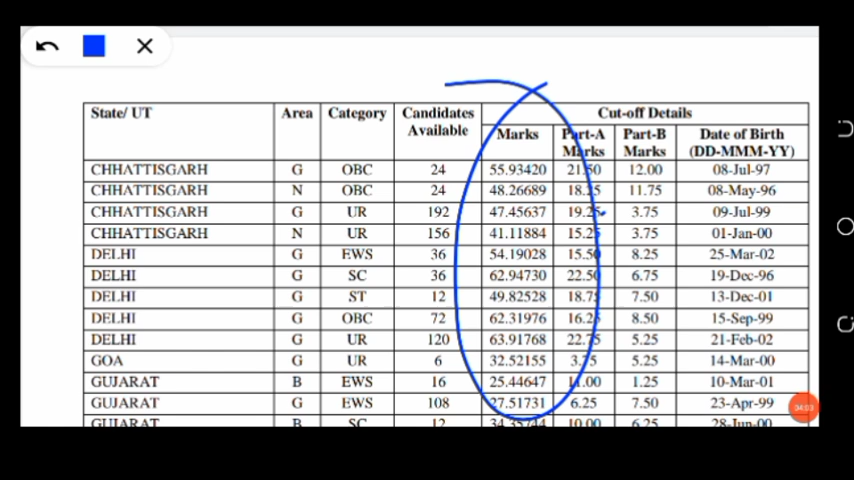 State/ UT Area Category Candidates Available Cut-off Details
Marks Part-A Marks Part-B Marks Date of Birth (DD-MMM-YY)
CHHATTISGARH G OBC 24 55.93420 21.50 12.00 08-Jul-97
CHHATTISGARH N OBC 24 48.26689 18.25 11.75 08-May-96
CHHATTISGARH G UR 192 47.45637 19.25 3.75 09-Jul-99
CHHATTISGARH N UR 156 41.11884 15.25 3.75 01-Jan-00
DELHI G EWS 36 54.19028 15.50 8.25 25-Mar-02
DELHI G SC 36 62.94730 22.50 6.75 19-Dec-96
DELHI G ST 12 49.82528 18.75 7.50 13-Dec-01
DELHI G OBC 72 62.31976 16.25 8.50 15-Sep-99
DELHI G UR 120 63.91768 22.75 5.25 21-Feb-02
GOA G UR 6 32.52155 3.75 5.25 14-Mar-00
GUJARAT B EWS 16 25.44647 11.00 1.25 10-Mar-01
GUJARAT G EWS 108 27.51731 6.25 7.50 23-Apr-99
GUJARAT B SC 12 34.35744 10.00 6.25 28-Jun-00
34:03